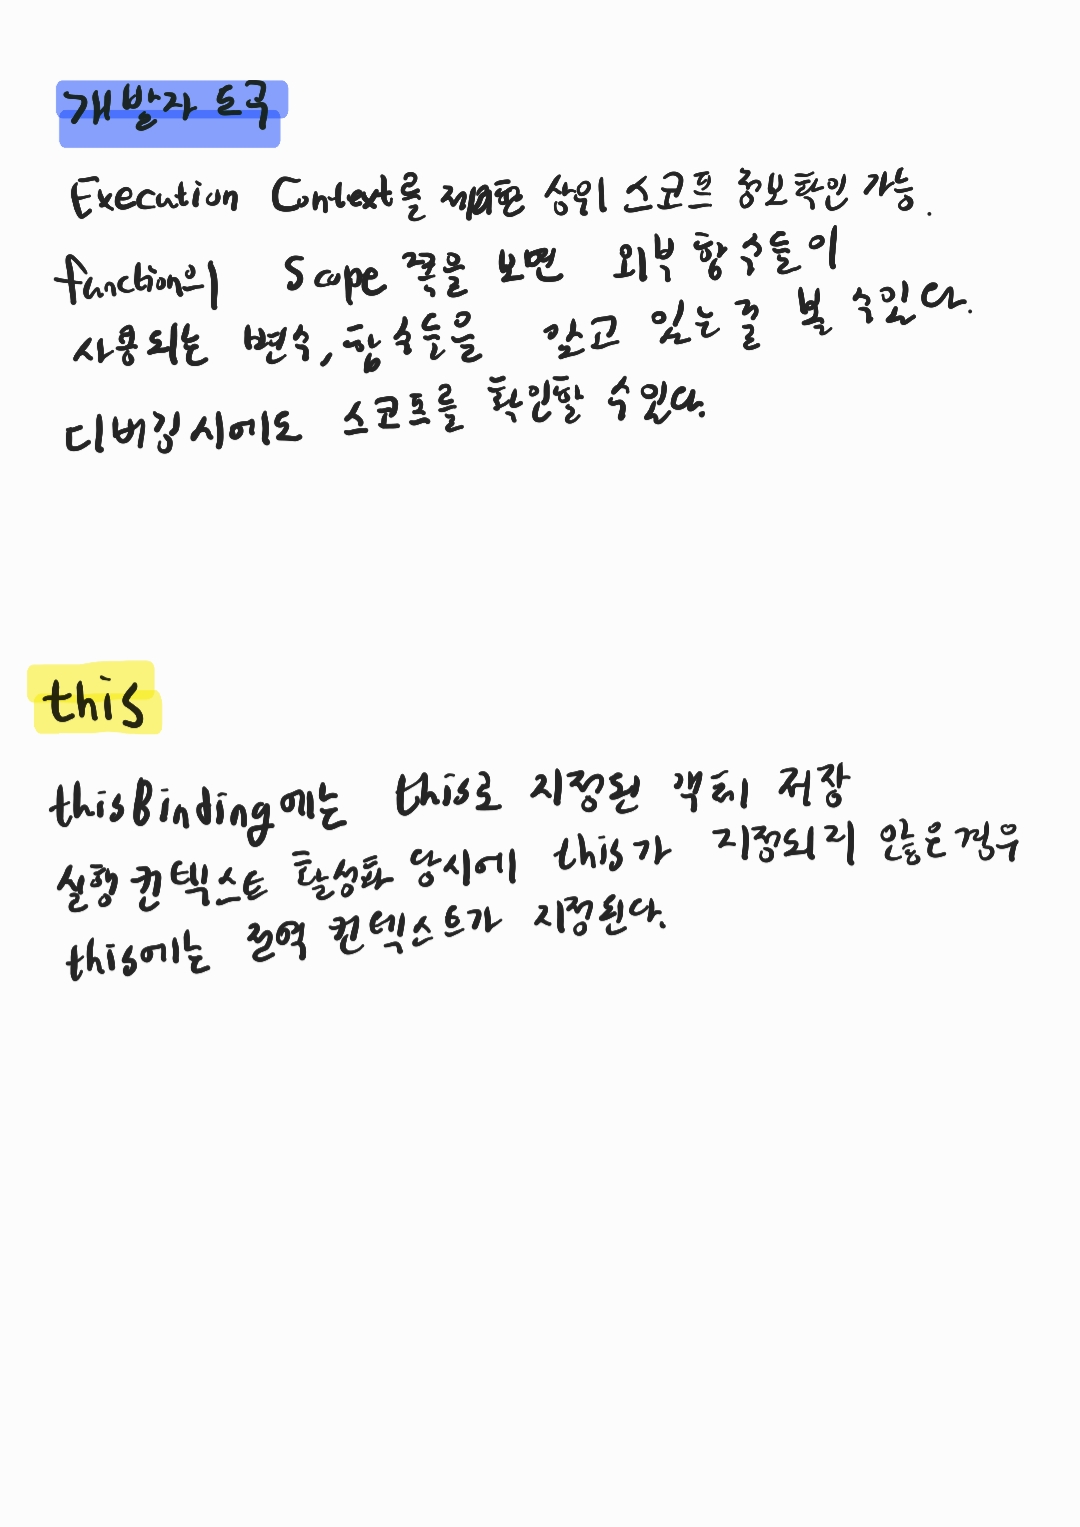 개발자 도구
Execution Context를 제외한 상위 스코프 정보확인 가능.
function의 Scope 쪽을 보면 외부 함수들이
사용되는 변수, 함수들을 갖고 있는 줄 볼 수있다.
디버깅시에도 스코프를 확인할 수있다.
this
thisBinding에는 this로 지정된 객체 저장
실행 컨텍스트 활성화 당시에 this가 지정되지 않은경우
this에는 전역 컨텍스트가 지정된다.